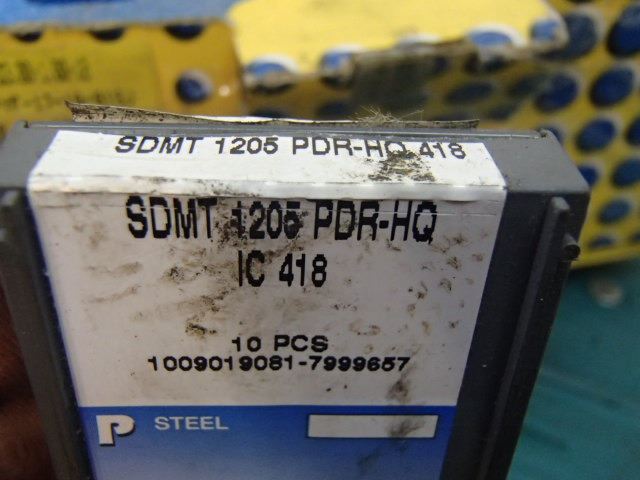 SDMT 1205 PDR-HQ 418
SDMT 1205 PDR-HQ
IC 418
10 PCS
1009019081-7999657
P STEEL